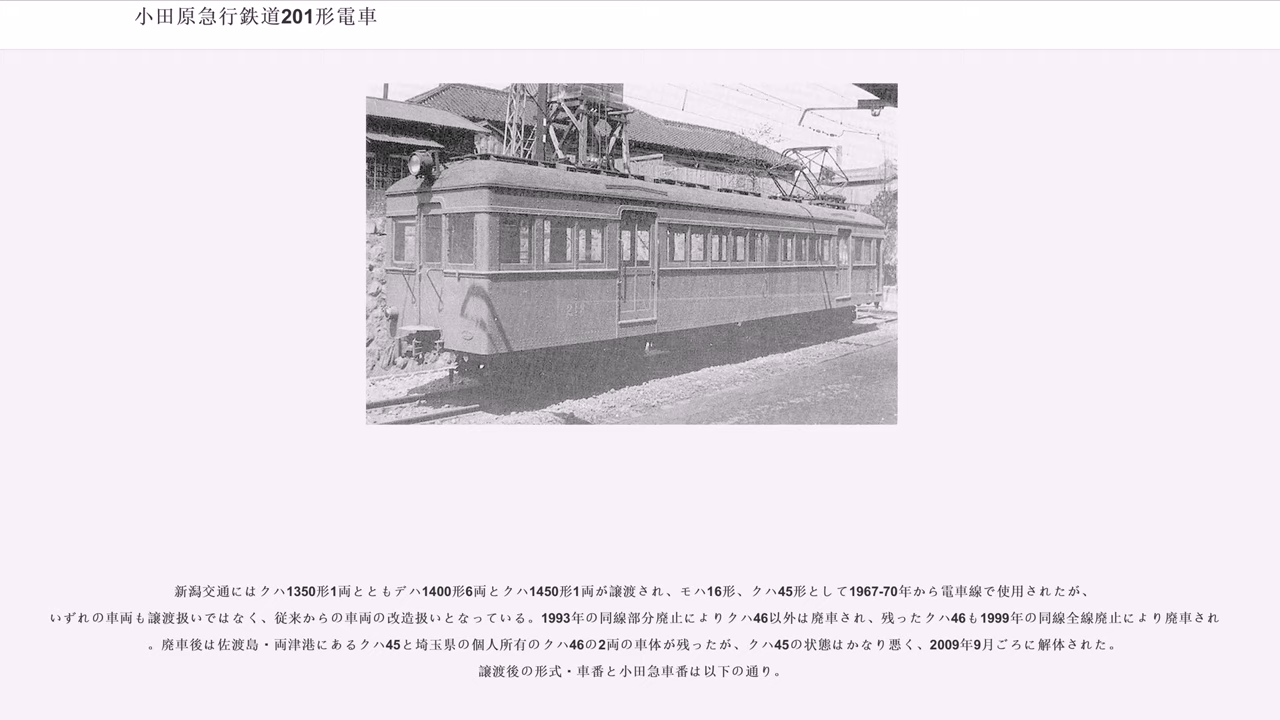 小田原急行鉄道201形電車
新潟交通にはクハ1350形1両とともデハ1400形6両とクハ1450形1両が譲渡され、モハ16形、クハ45形として1967-70年から電車線で使用されたが、
いずれの車両も譲渡扱いではなく、従来からの車両の改造扱いとなっている。1993年の同線部分廃止によりクハ46以外は廃車され、残ったクハ46も1999年の同線全線廃止により廃車され
。廃車後は佐渡島・両津港にあるクハ45と埼玉県の個人所有のクハ46の2両の車体が残ったが、クハ45の状態はかなり悪く、2009年9月ごろに解体された。
譲渡後の形式・車番と小田急車番は以下の通り。